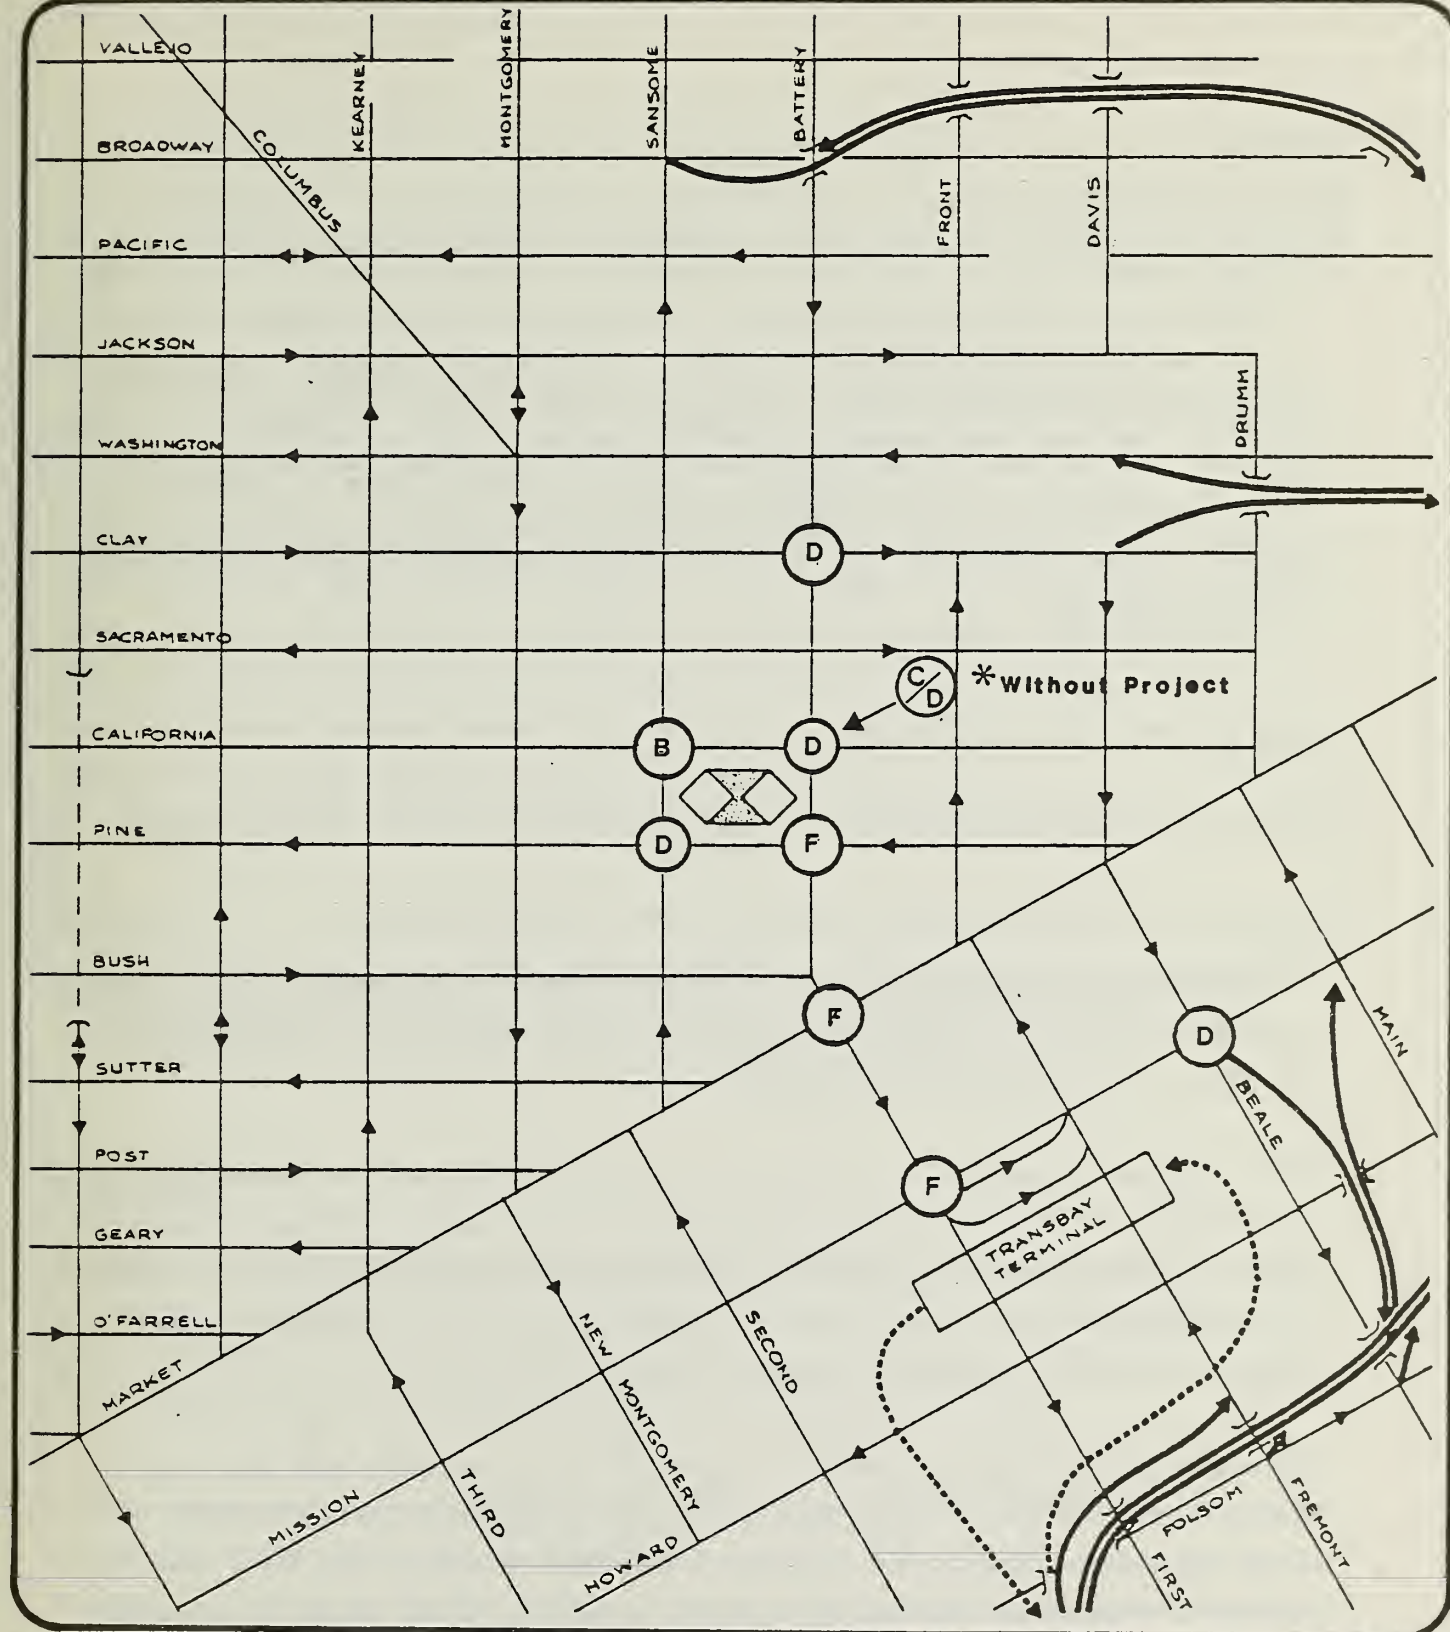 VALLEJO
KEARNEY
MONTGOMERY
SANSOME
BATTERY
BROADWAY
COLUMBUS
PACIFIC
FRONT
DAVIS
JACKSON
DRUMM
WASHINGTON
CLAY
D
SACRAMENTO
C/D
*Without Project
CALIFORNIA
B
D
PINE
D
F
BUSH
F
D
MAIN
SUTTER
BEALE
POST
F
TRANSBAY
TERMINAL
GEARY
O'FARRELL
MARKET
NEW MONTGOMERY
SECOND
MISSION
THIRD
HOWARD
FOLSOM
FREMONT
FIRST